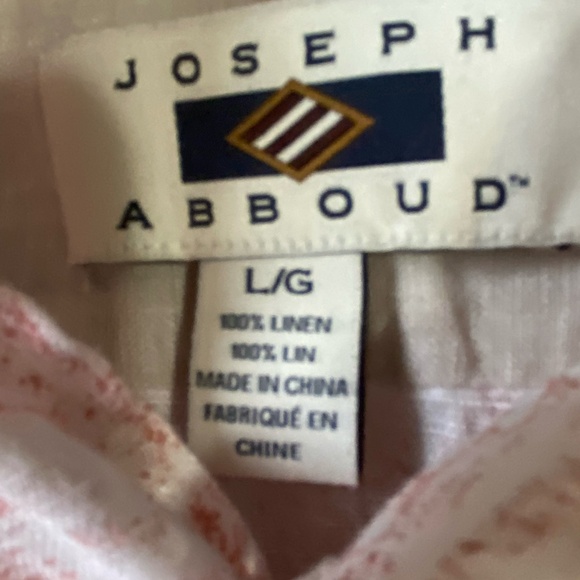 JOSEPH
ABBOUD™
L/G
100% LINEN
100% LIN
MADE IN CHINA
FABRIQUÉ EN
CHINE